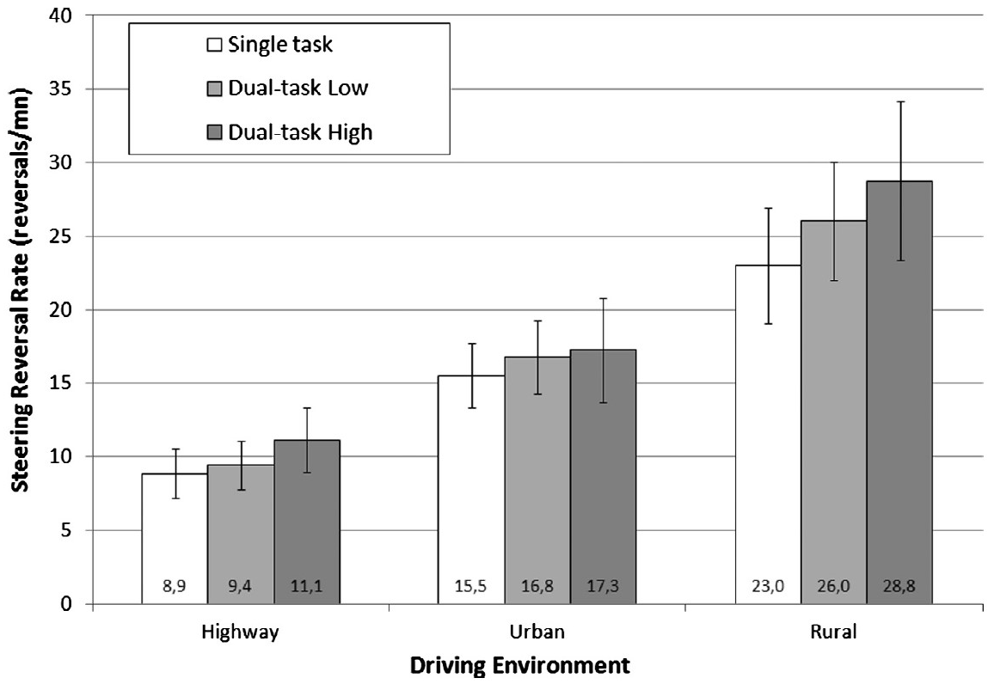 Steering Reversal Rate (reversals/mn)
40
35
30
25
20
15
10
5
0
Single task
Dual-task Low
Dual-task High
8,9 9,4 11,1 15,5 16,8 17,3 23,0 26,0 28,8
Highway Urban Rural
Driving Environment